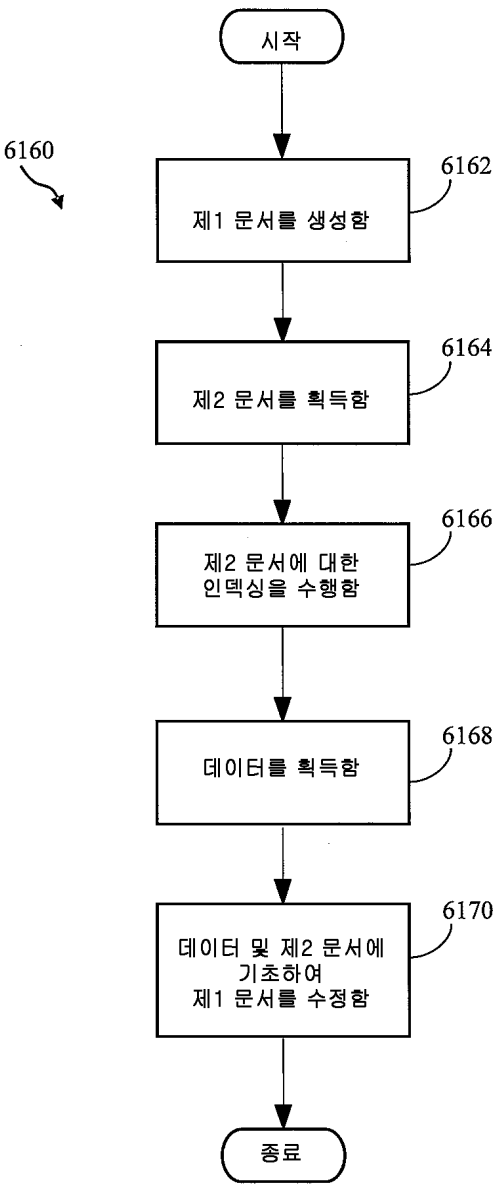 시작
6160
6162
제1 문서를 생성함
6164
제2 문서를 획득함
6166
제2 문서에 대한
인덱싱을 수행함
6168
데이터를 획득함
6170
데이터 및 제2 문서에
기초하여
제1 문서를 수정함
종료